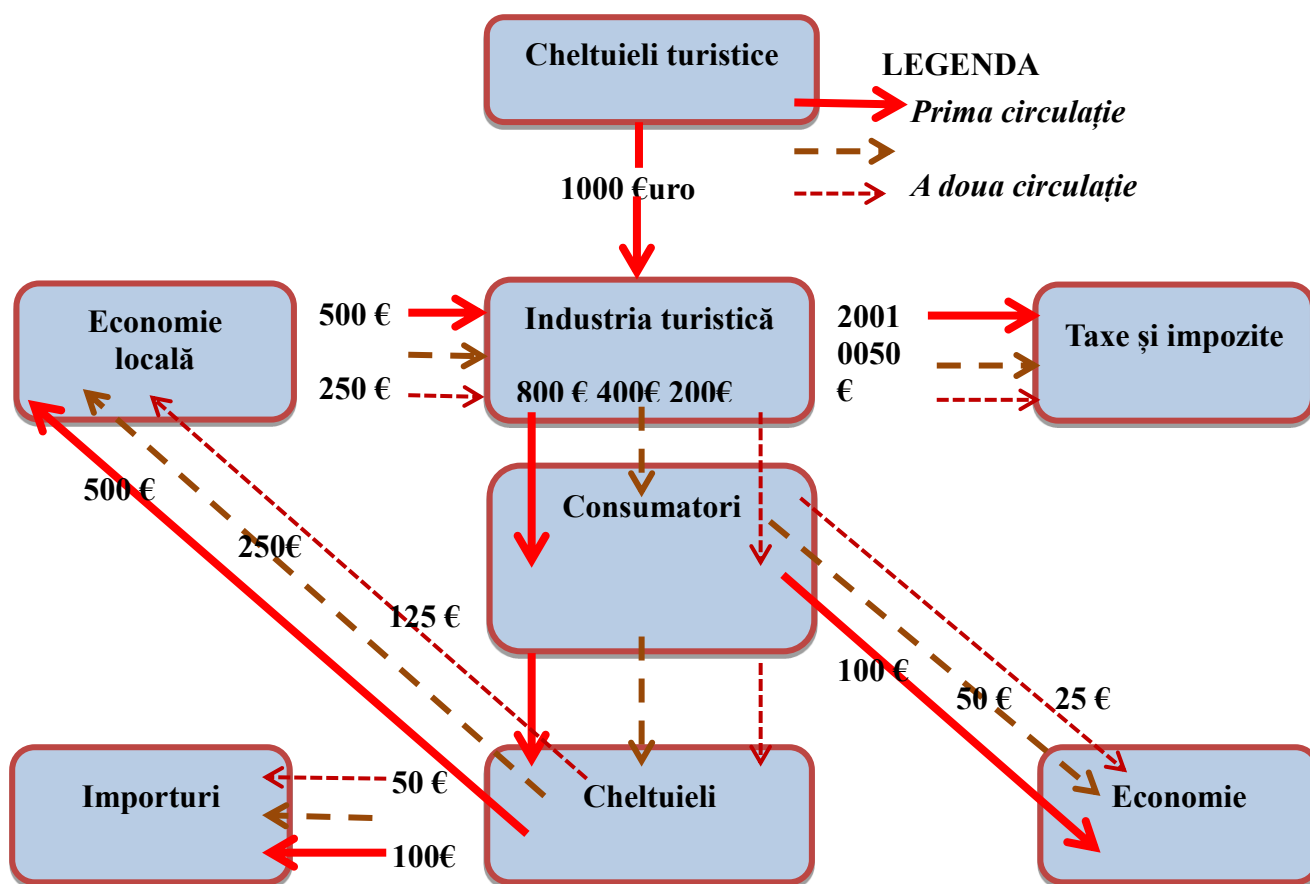 Cheltuieli turistice
LEGENDA
Prima circulație
A doua circulație
1000 €uro
Economie
locală
500 €
250 €
Industria turistică
800 € 400€ 200€
2001
0050
€
Taxe și impozite
500 €
250€
125 €
Consumatori
100 €
50 €
25 €
Importuri
50 €
100€
Cheltuieli
Economie